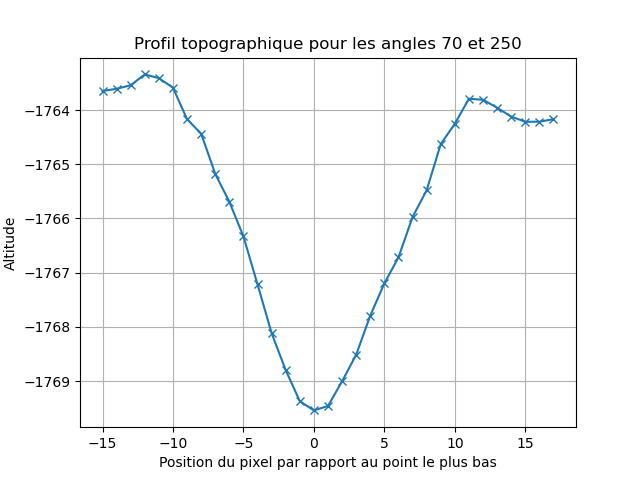 Profil topographique pour les angles 70 et 250
Altitude
−1764
−1765
−1766
−1767
−1768
−1769
−15 −10 −5 0 5 10 15
Position du pixel par rapport au point le plus bas